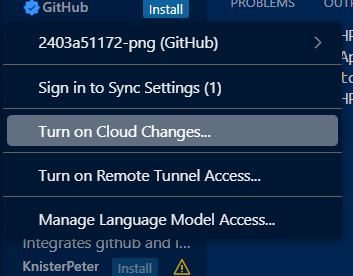 GitHub Install PROBLEMS
2403a51172-png (GitHub)
Sign in to Sync Settings (1)
Turn on Cloud Changes...
Turn on Remote Tunnel Access...
Manage Language Model Access...
Integrates github and l...
KnisterPeter Install